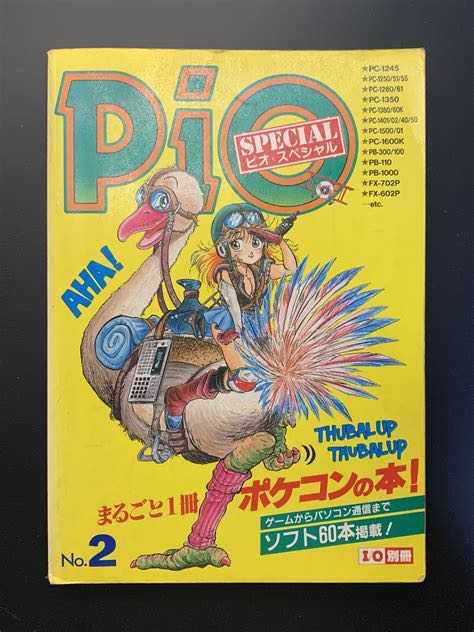 PiO
SPECIAL
ピオ・スペシャル
★PC-1245
★PC-1250/51/55
★PC-1260/61
★PC-1350
★PC-1360/60K
★PC-1401/02/40/50
★PC-1500/01
★PC-1600K
★PB-300/100
★PB-110
★PB-1000
★FX-702P
★FX-602P
…etc.
AHA!
THUBALUP
THUBALUP
まるごと1冊
ポケコンの本!
ゲームからパソコン通信まで
ソフト60本掲載!
No.2
I/O別冊